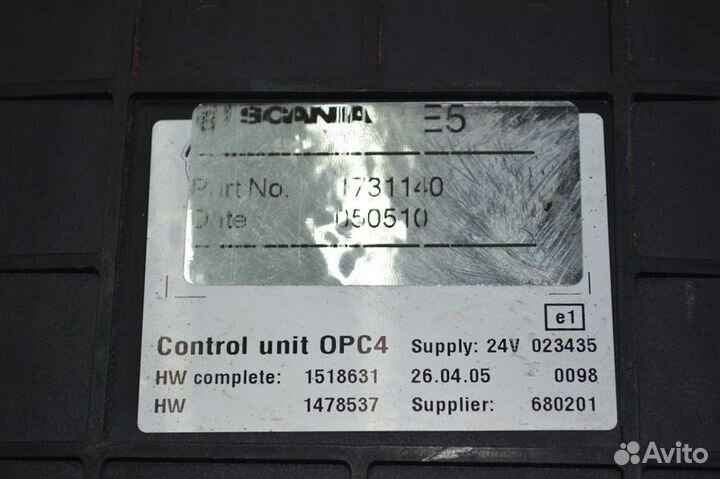 SCANIA E5
Part No. 1731140
Date 050510
e1
Control unit OPC4 Supply: 24V 023435
HW complete: 1518631 26.04.05 0098
HW 1478537 Supplier: 680201
Avito